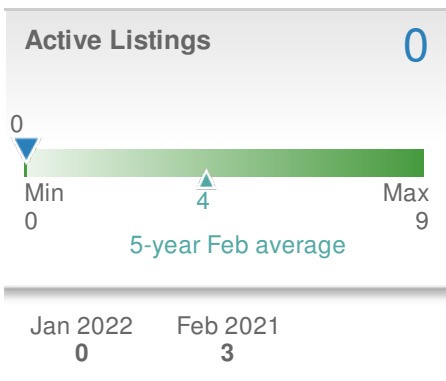 Active Listings 0
0
Min Max
4
0 9
5-year Feb average
Jan 2022 Feb 2021
0 3